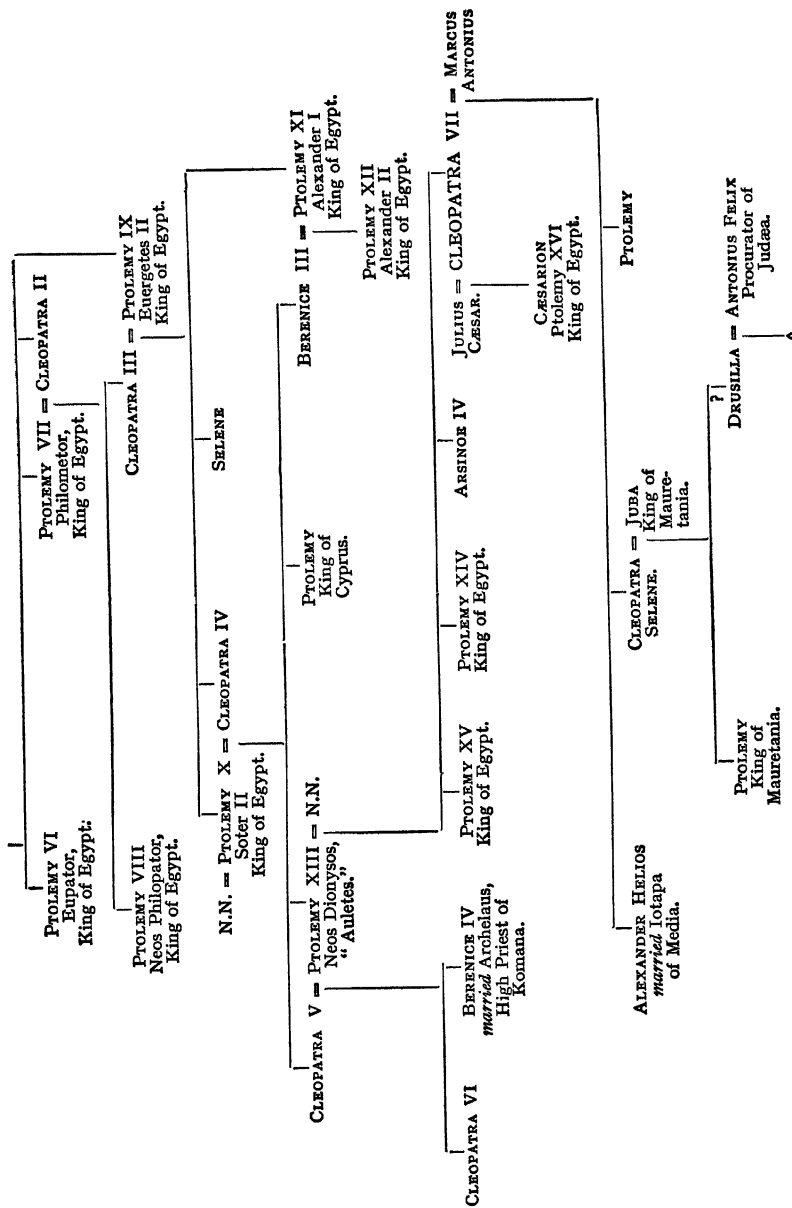 PTOLEMY VI
Eupator,
King of Egypt.
PTOLEMY VII = CLEOPATRA II
Philometor,
King of Egypt.
PTOLEMY VIII
Neos Philopator,
King of Egypt.
CLEOPATRA III = PTOLEMY IX
Euergetes II
King of Egypt.
N.N. = PTOLEMY X = CLEOPATRA IV
Soter II
King of Egypt.
SELENE
BERENICE III = PTOLEMY XI
Alexander I
King of Egypt.
PTOLEMY XII
Alexander II
King of Egypt.
CLEOPATRA V = PTOLEMY XIII = N.N.
Neos Dionysos,
“ Auletes.”
PTOLEMY
King of
Cyprus.
CLEOPATRA VI
BERENICE IV
married Archelaus,
High Priest of
Komana.
PTOLEMY XV
King of Egypt.
PTOLEMY XIV
King of Egypt.
ARSINOE IV
JULIUS = CLEOPATRA VII = MARCUS
CÆSAR. ANTONIUS
CÆSARION
Ptolemy XVI
King of Egypt.
ALEXANDER HELIOS
married Iotapa
of Media.
CLEOPATRA = JUBA
SELENE. King of
Maure-
tania.
PTOLEMY
PTOLEMY
King of
Mauretania.
?
DRUSILLA = ANTONIUS FELIX
Procurator of
Judæa.